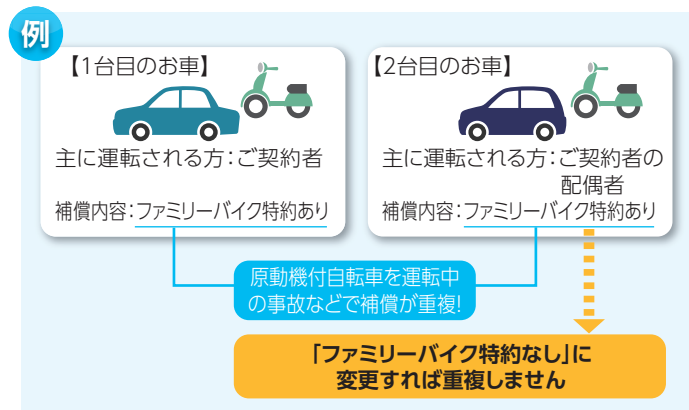 例
【1台目のお車】
主に運転される方:ご契約者
補償内容:ファミリーバイク特約あり
【2台目のお車】
主に運転される方:ご契約者の
配偶者
補償内容:ファミリーバイク特約あり
原動機付自転車を運転中
の事故などで補償が重複!
「ファミリーバイク特約なし」に
変更すれば重複しません